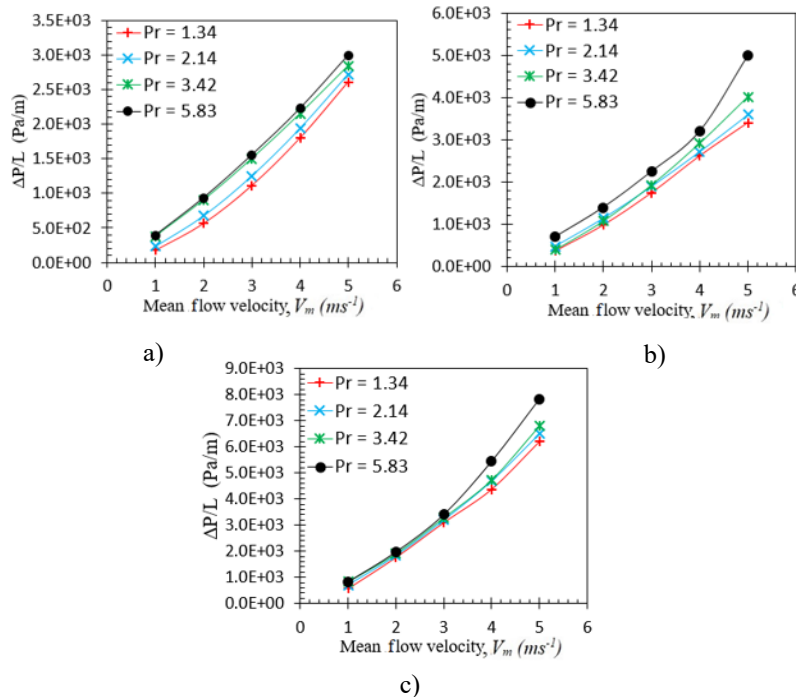 3.5E+03
3.0E+03
2.5E+03
2.0E+03
1.5E+03
1.0E+03
5.0E+02
0.0E+00
ΔP/L (Pa/m)
Pr = 1.34
Pr = 2.14
Pr = 3.42
Pr = 5.83
0 1 2 3 4 5 6
Mean flow velocity, Vm (ms-1)
a)
6.0E+03
5.0E+03
4.0E+03
3.0E+03
2.0E+03
1.0E+03
0.0E+00
ΔP/L (Pa/m)
Pr = 1.34
Pr = 2.14
Pr = 3.42
Pr = 5.83
0 1 2 3 4 5 6
Mean flow velocity, Vm (ms-1)
b)
9.0E+03
8.0E+03
7.0E+03
6.0E+03
5.0E+03
4.0E+03
3.0E+03
2.0E+03
1.0E+03
0.0E+00
ΔP/L (Pa/m)
Pr = 1.34
Pr = 2.14
Pr = 3.42
Pr = 5.83
0 1 2 3 4 5 6
Mean flow velocity, Vm (ms-1)
c)